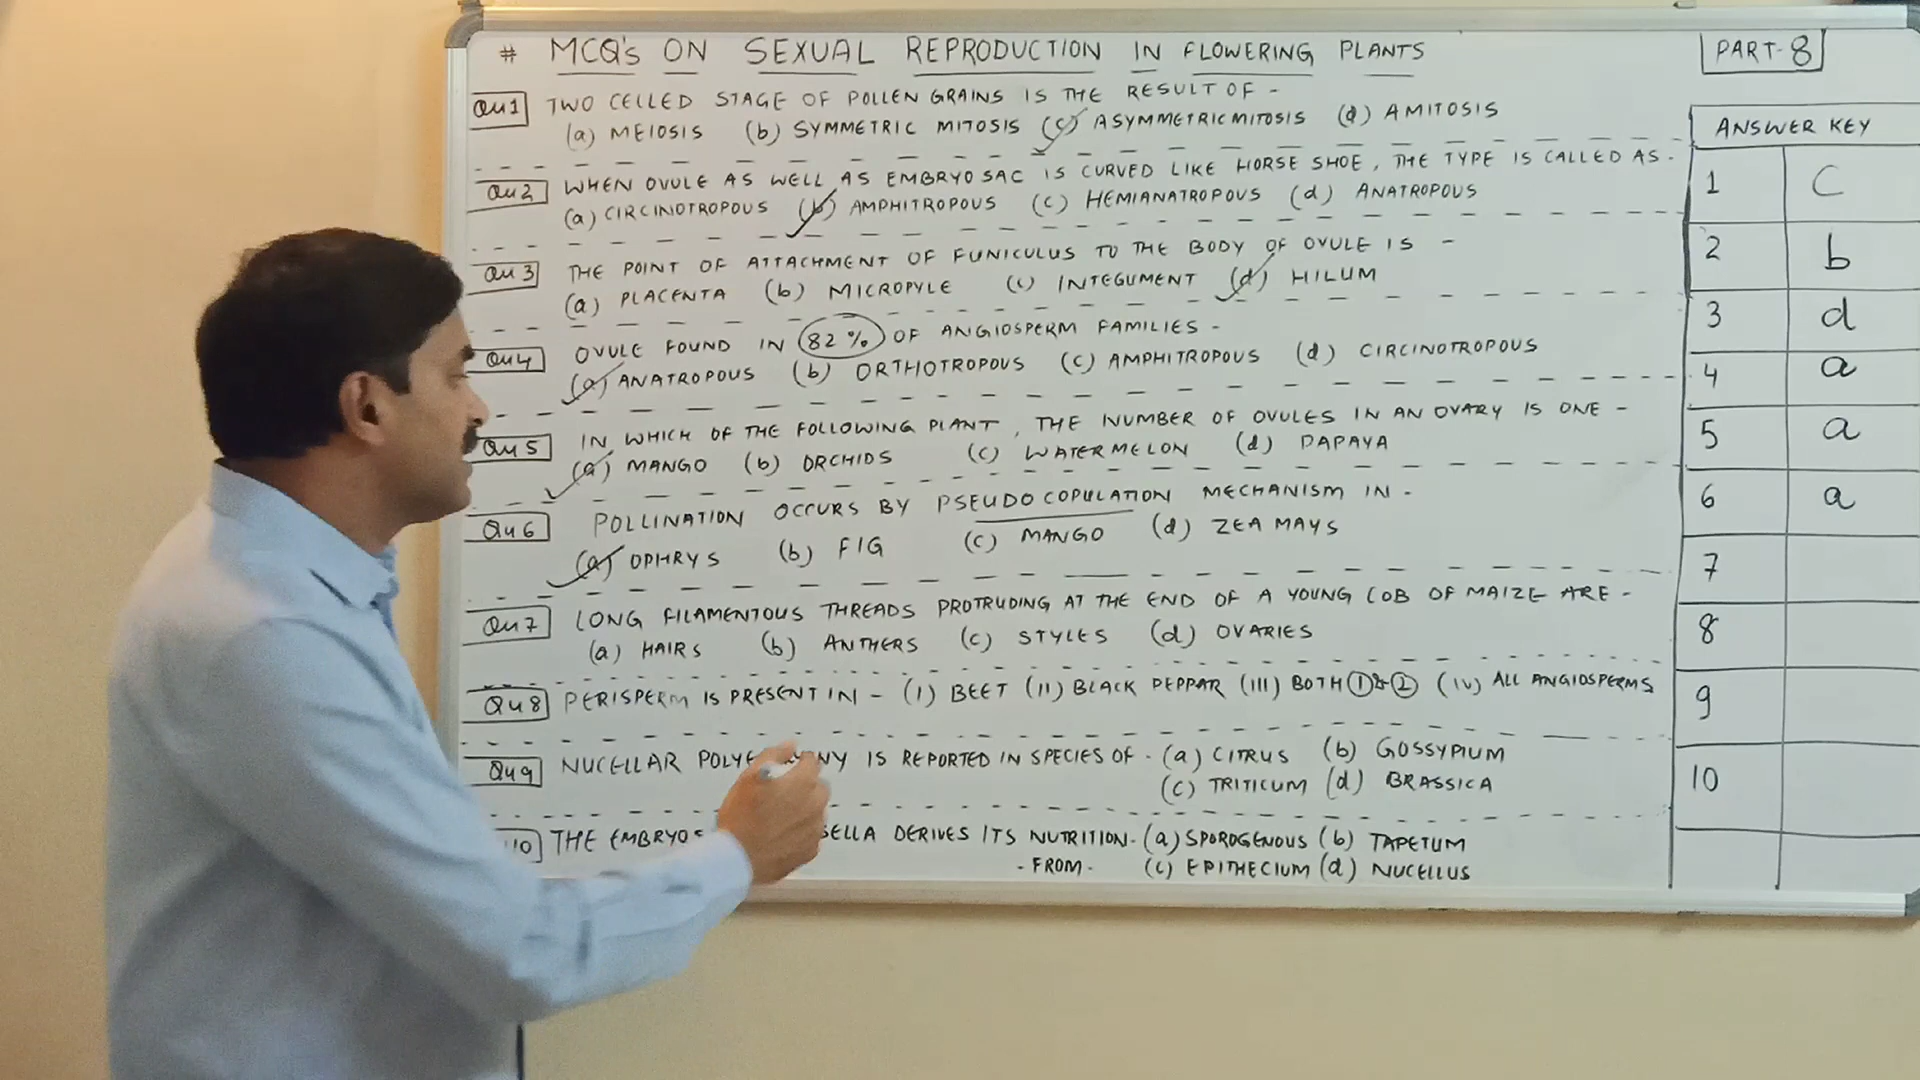 # MCQ's ON SEXUAL REPRODUCTION IN FLOWERING PLANTS
PART-8
Qu1 TWO CELLED STAGE OF POLLEN GRAINS IS THE RESULT OF -
(a) MEIOSIS (b) SYMMETRIC MITOSIS (c) ASYMMETRIC MITOSIS (d) AMITOSIS
Qu2 WHEN OVULE AS WELL AS EMBRYO SAC IS CURVED LIKE HORSE SHOE, THE TYPE IS CALLED AS -
(a) CIRCINOTROPOUS (b) AMPHITROPOUS (c) HEMIANATROPOUS (d) ANATROPOUS
Qu3 THE POINT OF ATTACHMENT OF FUNICULUS TO THE BODY OF OVULE IS -
(a) PLACENTA (b) MICROPYLE (c) INTEGUMENT (d) HILUM
Qu4 OVULE FOUND IN 82% OF ANGIOSPERM FAMILIES -
(a) ANATROPOUS (b) ORTHOTROPOUS (c) AMPHITROPOUS (d) CIRCINOTROPOUS
Qu5 IN WHICH OF THE FOLLOWING PLANT, THE NUMBER OF OVULES IN AN OVARY IS ONE -
(a) MANGO (b) ORCHIDS (c) WATERMELON (d) PAPAYA
Qu6 POLLINATION OCCURS BY PSEUDOCOPULATION MECHANISM IN -
(a) OPHRYS (b) FIG (c) MANGO (d) ZEA MAYS
Qu7 LONG FILAMENTOUS THREADS PROTRUDING AT THE END OF A YOUNG COB OF MAIZE ARE -
(a) HAIRS (b) ANTHERS (c) STYLES (d) OVARIES
Qu8 PERISPERM IS PRESENT IN - (I) BEET (II) BLACK PEPPAR (III) BOTH ① & ② (IV) ALL ANGIOSPERMS
Qu9 NUCELLAR IS REPORTED IN SPECIES OF - (a) CITRUS (b) GOSSYPIUM
(c) TRITICUM (d) BRASSICA
10 THE DERIVES ITS NUTRITION - (a) SPOROGENOUS (b) TAPETUM
- FROM - (c) EPITHECIUM (d) NUCELLUS
ANSWER KEY
1 C
2 b
3 d
4 a
5 a
6 a
7
8
9
10